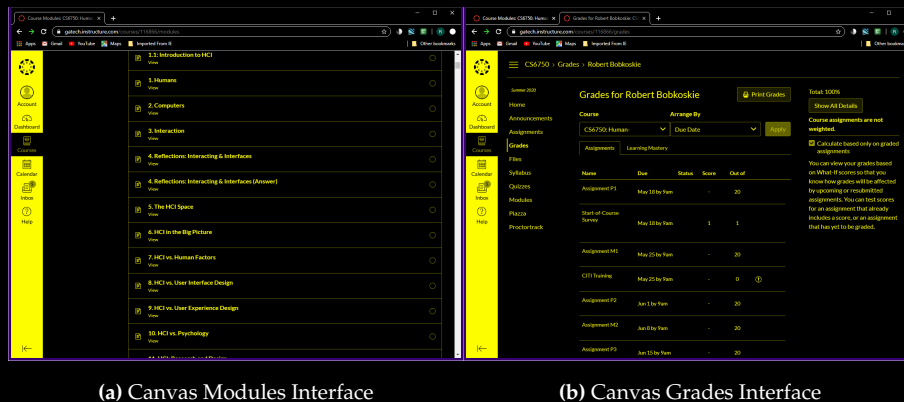 Course Modules: CS6750: Human-
gatech.instructure.com/courses/116866/modules
Apps Gmail YouTube Maps Imported From IE Other bookmarks
Account
Dashboard
Courses
Calendar
Inbox
Help
1.1: Introduction to HCI
View
1. Humans
View
2. Computers
View
3. Interaction
View
4. Reflections: Interacting & Interfaces
View
4. Reflections: Interacting & Interfaces (Answer)
View
5. The HCI Space
View
6. HCI in the Big Picture
View
7. HCI vs. Human Factors
View
8. HCI vs. User Interface Design
View
9. HCI vs. User Experience Design
View
10. HCI vs. Psychology
View
(a) Canvas Modules Interface
Course Modules: CS6750: Human- Grades for Robert Bobkoskie: CS
gatech.instructure.com/courses/116866/grades
Apps Gmail YouTube Maps Imported From IE Other bookmarks
Account
Dashboard
Courses
Calendar
Inbox
Help
CS6750 › Grades › Robert Bobkoskie
Summer 2020
Home
Announcements
Assignments
Grades
Files
Syllabus
Quizzes
Modules
Piazza
Proctortrack
Grades for Robert Bobkoskie
Print Grades
Course Arrange By
CS6750: Human- Due Date Apply
Assignments Learning Mastery
Name Due Status Score Out of
Assignment P1 May 18 by 9am - 20
Start-of-Course
Survey May 18 by 9am 1 1
Assignment M1 May 25 by 9am - 20
CITI Training May 25 by 9am - 0
Assignment P2 Jun 1 by 9am - 20
Assignment M2 Jun 8 by 9am - 20
Assignment P3 Jun 15 by 9am - 20
Total: 100%
Show All Details
Course assignments are not
weighted.
Calculate based only on graded
assignments
You can view your grades based
on What-If scores so that you
know how grades will be affected
by upcoming or resubmitted
assignments. You can test scores
for an assignment that already
includes a score, or an assignment
that has yet to be graded.
(b) Canvas Grades Interface